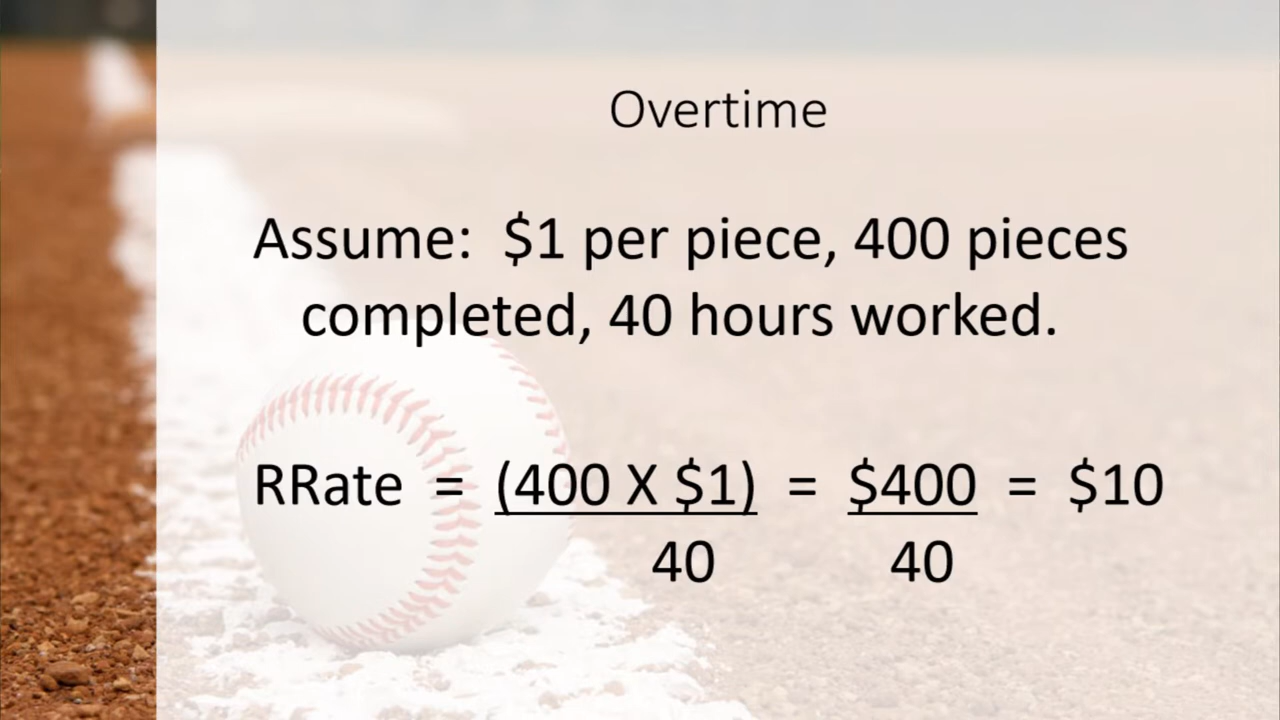 Overtime
Assume: $1 per piece, 400 pieces
completed, 40 hours worked.
RRate = (400 X $1) = $400 = $10
40 40